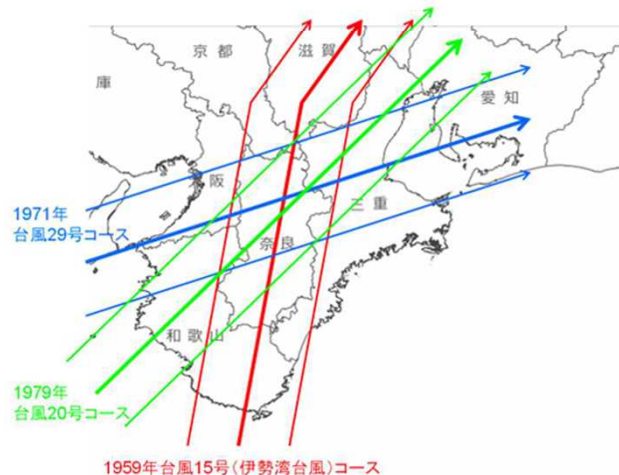 京都
滋賀
庫
愛知
大阪
三重
1971年
台風29号コース
奈良
和歌山
1979年
台風20号コース
1959年台風15号(伊勢湾台風)コース